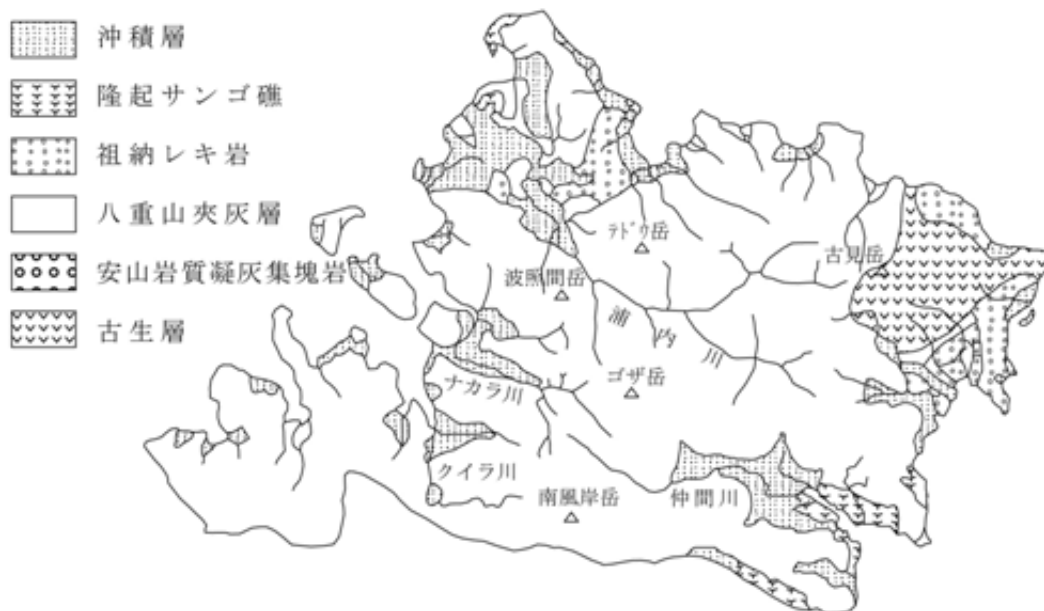 沖積層
隆起サンゴ礁
祖納レキ岩
八重山夾灰層
安山岩質凝灰集塊岩
古生層
テドウ岳
古見岳
波照間岳
浦内川
ゴザ岳
ナカラ川
クイラ川
仲間川
南風岸岳